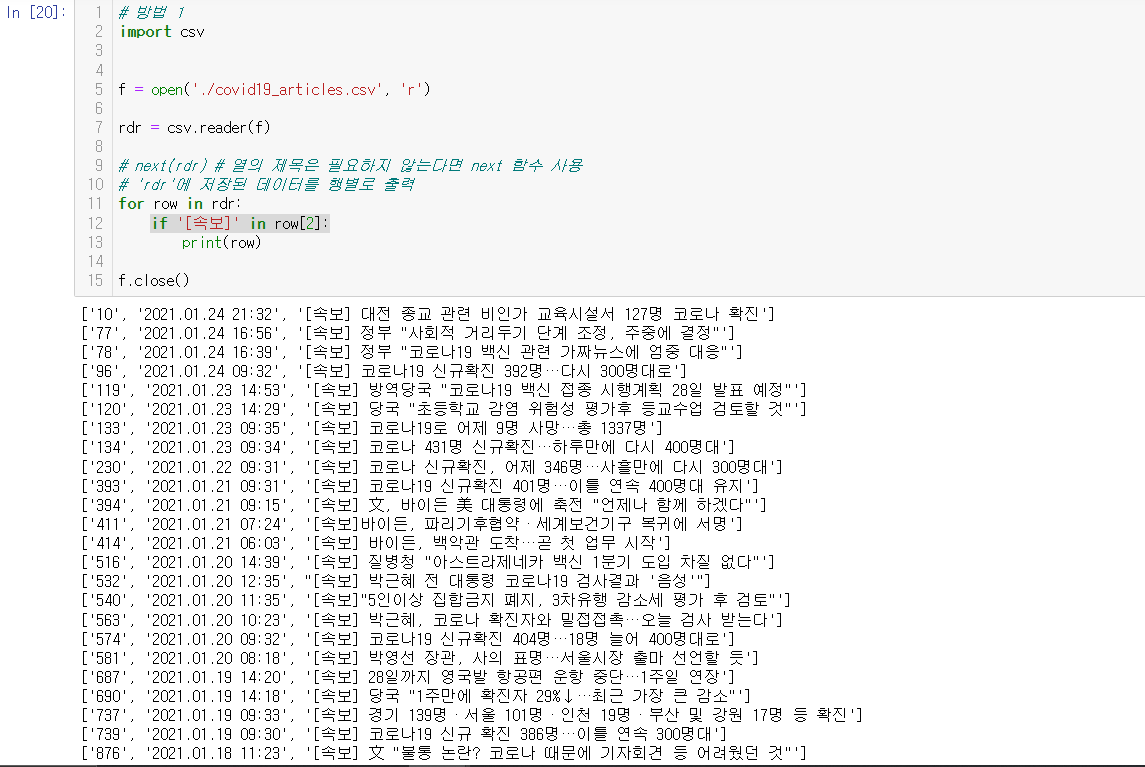 In [20]:
1 # 방법 1
2 import csv
3
4
5 f = open('./covid19_articles.csv', 'r')
6
7 rdr = csv.reader(f)
8
9 # next(rdr) # 열의 제목은 필요하지 않는다면 next 함수 사용
10 # 'rdr'에 저장된 데이터를 행별로 출력
11 for row in rdr:
12     if '[속보]' in row[2]:
13         print(row)
14
15 f.close()
['10', '2021.01.24 21:32', '[속보] 대전 종교 관련 비인가 교육시설서 127명 코로나 확진']
['77', '2021.01.24 16:56', '[속보] 정부 "사회적 거리두기 단계 조정, 주중에 결정"']
['78', '2021.01.24 16:39', '[속보] 정부 "코로나19 백신 관련 가짜뉴스에 엄중 대응"']
['96', '2021.01.24 09:32', '[속보] 코로나19 신규확진 392명…다시 300명대로']
['119', '2021.01.23 14:53', '[속보] 방역당국 "코로나19 백신 접종 시행계획 28일 발표 예정"']
['120', '2021.01.23 14:29', '[속보] 당국 "초등학교 감염 위험성 평가후 등교수업 검토할 것"']
['133', '2021.01.23 09:35', '[속보] 코로나19로 어제 9명 사망…총 1337명']
['134', '2021.01.23 09:34', '[속보] 코로나 431명 신규확진…하루만에 다시 400명대']
['230', '2021.01.22 09:31', '[속보] 코로나 신규확진, 어제 346명…사흘만에 다시 300명대']
['393', '2021.01.21 09:31', '[속보] 코로나19 신규확진 401명…이틀 연속 400명대 유지']
['394', '2021.01.21 09:15', '[속보] 文, 바이든 美 대통령에 축전 "언제나 함께 하겠다"']
['411', '2021.01.21 07:24', '[속보]바이든, 파리기후협약·세계보건기구 복귀에 서명']
['414', '2021.01.21 06:03', '[속보] 바이든, 백악관 도착…곧 첫 업무 시작']
['516', '2021.01.20 14:39', '[속보] 질병청 "아스트라제네카 백신 1분기 도입 차질 없다"']
['532', '2021.01.20 12:35', "[속보] 박근혜 전 대통령 코로나19 검사결과 '음성'"]
['540', '2021.01.20 11:35', '[속보]"5인이상 집합금지 폐지, 3차유행 감소세 평가 후 검토"']
['563', '2021.01.20 10:23', '[속보] 박근혜, 코로나 확진자와 밀접접촉…오늘 검사 받는다']
['574', '2021.01.20 09:32', '[속보] 코로나19 신규확진 404명…18명 늘어 400명대로']
['581', '2021.01.20 08:18', '[속보] 박영선 장관, 사의 표명…서울시장 출마 선언할 듯']
['687', '2021.01.19 14:20', '[속보] 28일까지 영국발 항공편 운항 중단…1주일 연장']
['690', '2021.01.19 14:18', '[속보] 당국 "1주만에 확진자 29%↓…최근 가장 큰 감소"']
['737', '2021.01.19 09:33', '[속보] 경기 139명·서울 101명·인천 19명·부산 및 강원 17명 등 확진']
['739', '2021.01.19 09:30', '[속보] 코로나19 신규 확진 386명…이틀 연속 300명대']
['876', '2021.01.18 11:23', '[속보] 文 "불통 논란? 코로나 때문에 기자회견 등 어려웠던 것"']